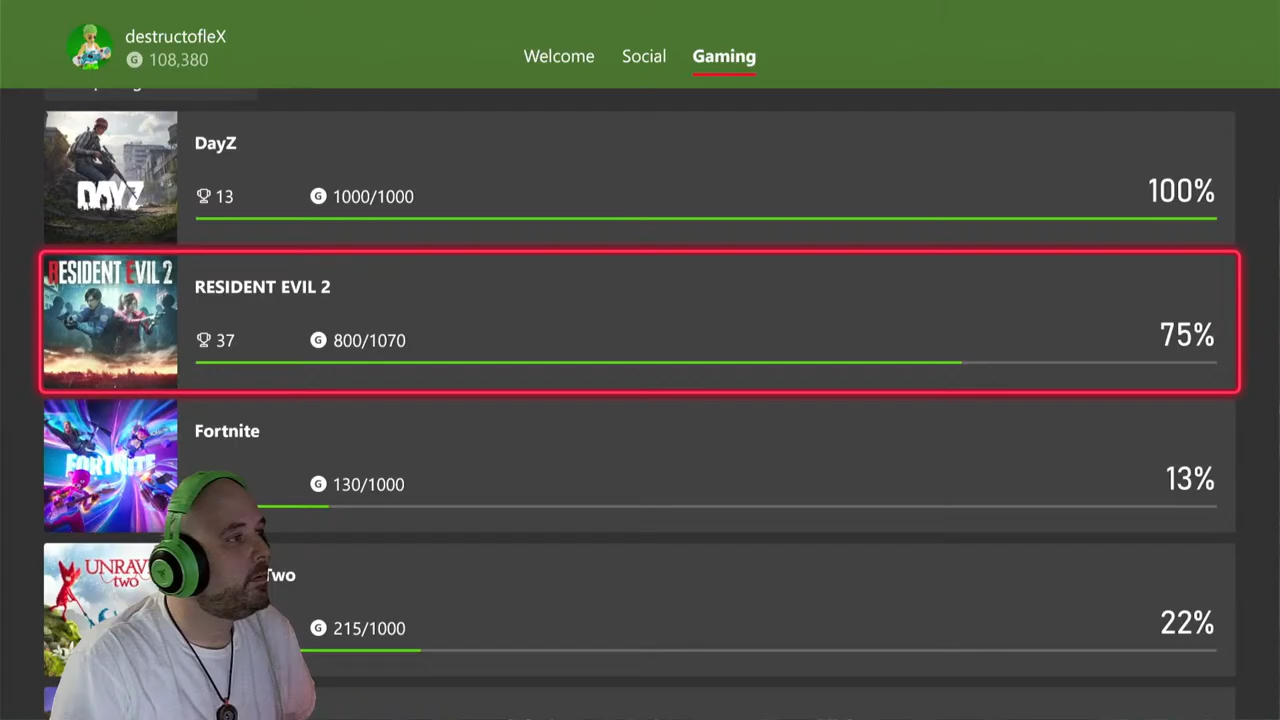 destructofleX
G 108,380
Welcome Social Gaming
DAYZ
DayZ
13 G 1000/1000 100%
RESIDENT EVIL 2
RESIDENT EVIL 2
37 G 800/1070 75%
FORTNITE
Fortnite
G 130/1000 13%
UNRAV
two
Two
G 215/1000 22%